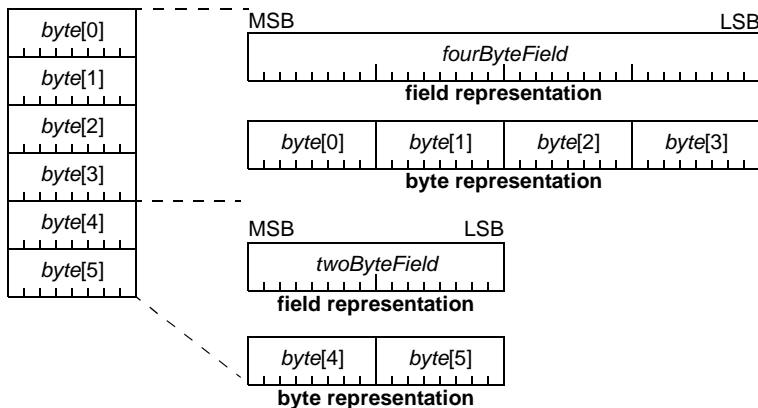 byte[0]
byte[1]
byte[2]
byte[3]
byte[4]
byte[5]
MSB LSB
fourByteField
field representation
byte[0] byte[1] byte[2] byte[3]
byte representation
MSB LSB
twoByteField
field representation
byte[4] byte[5]
byte representation